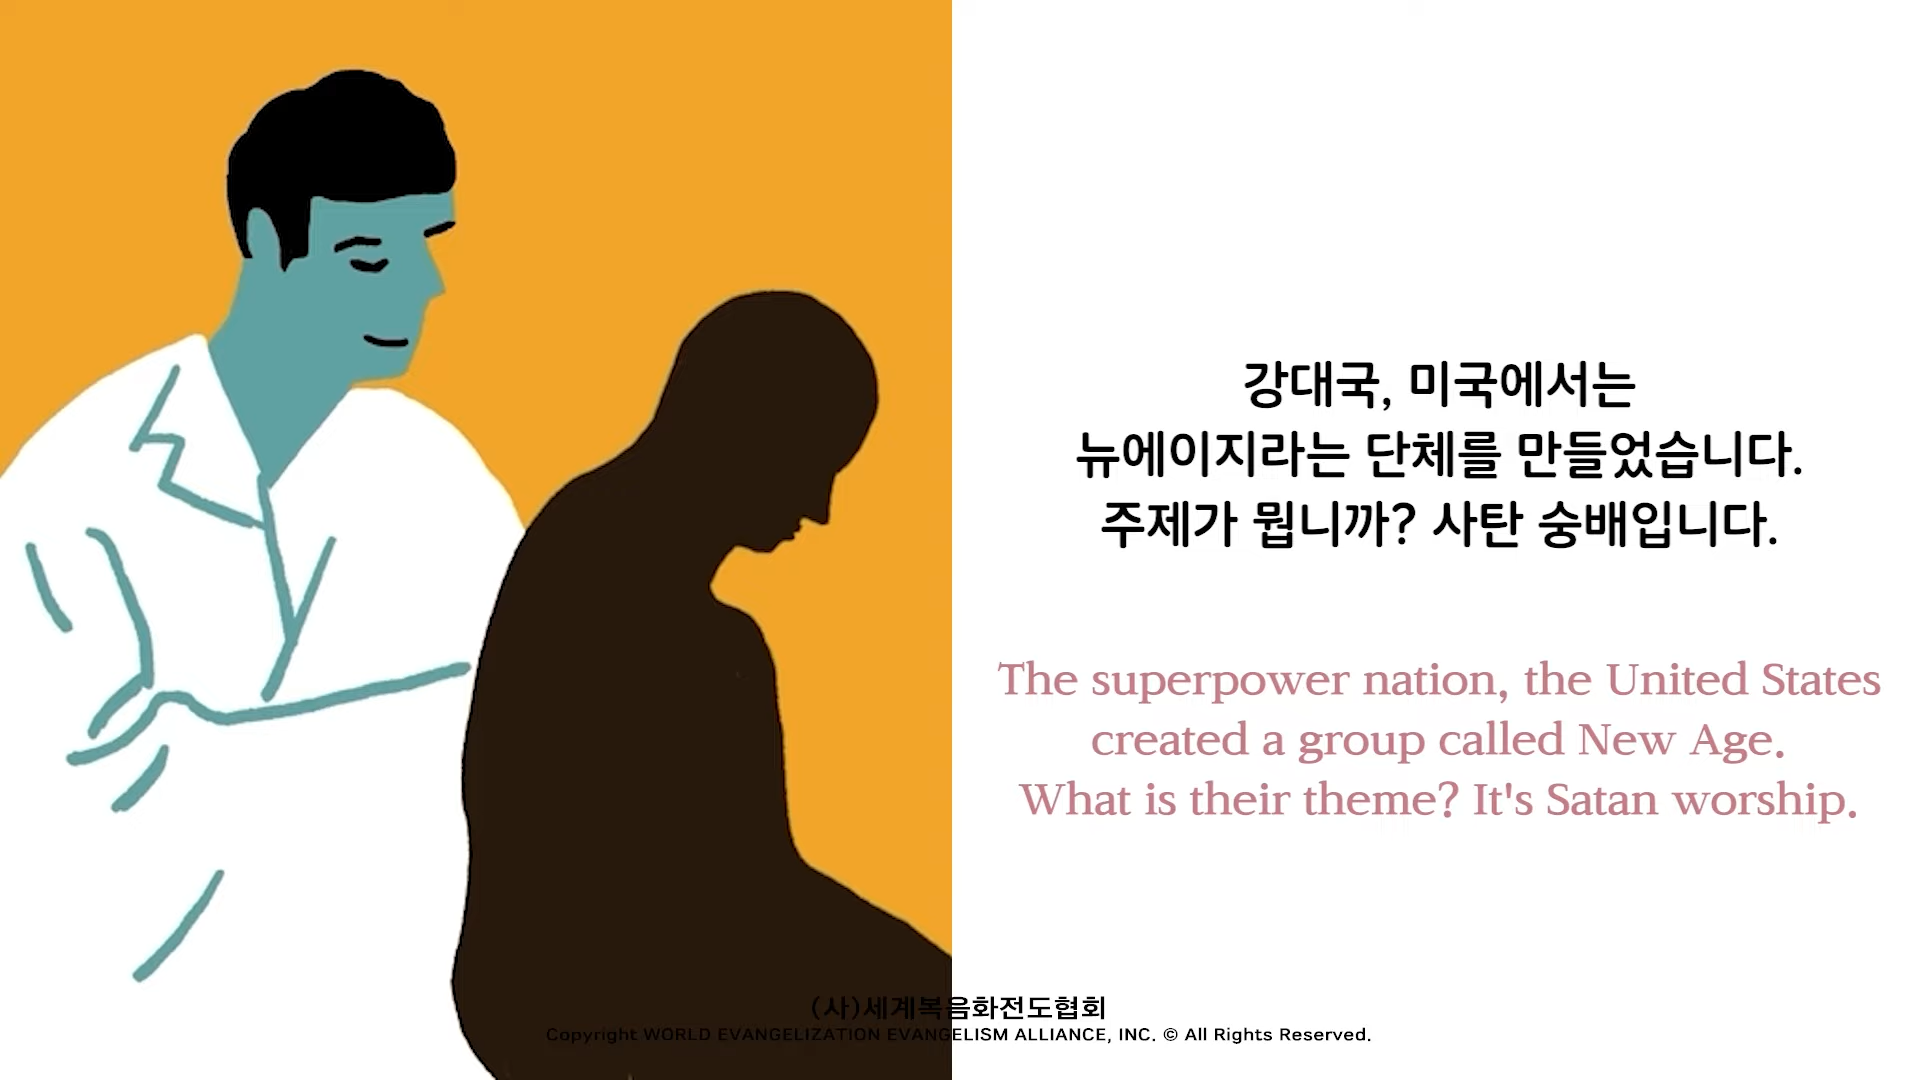 강대국, 미국에서는
뉴에이지라는 단체를 만들었습니다.
주제가 뭡니까? 사탄 숭배입니다.
The superpower nation, the United States
created a group called New Age.
What is their theme? It's Satan worship.
(사)세계복음화전도협회
Copyright WORLD EVANGELIZATION EVANGELISM ALLIANCE, INC. © All Rights Reserved.